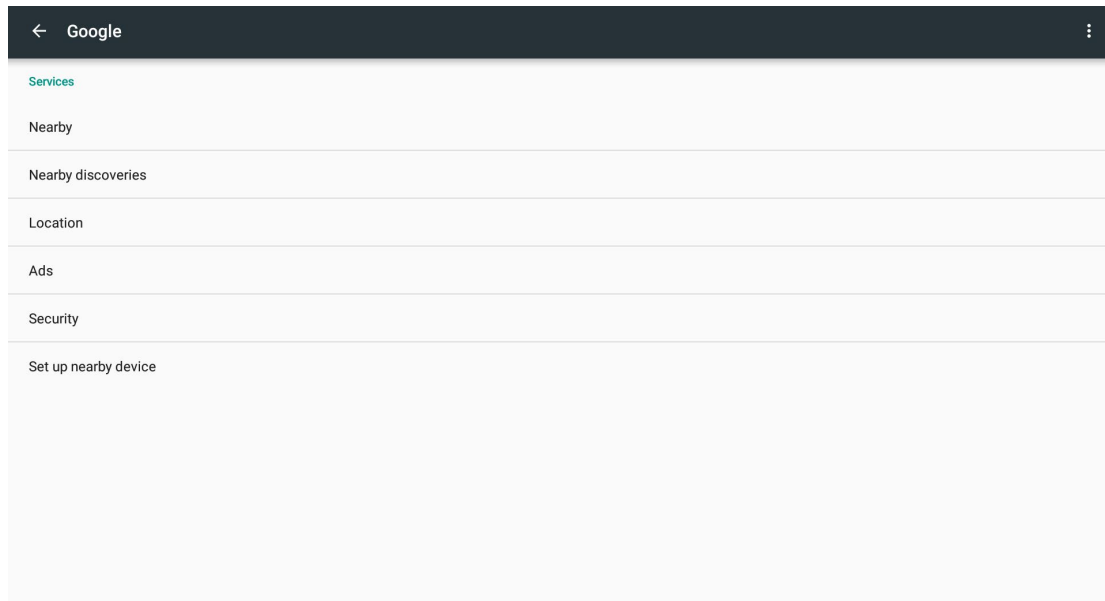 Google
Services
Nearby
Nearby discoveries
Location
Ads
Security
Set up nearby device